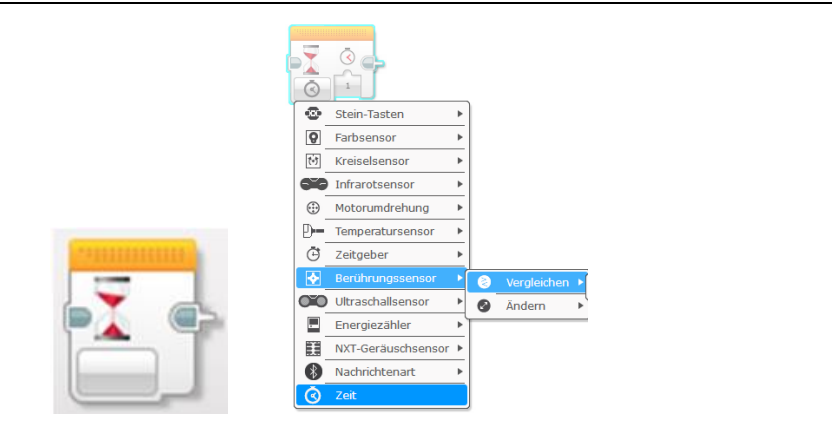 1
Stein-Tasten
Farbsensor
Kreiselsensor
Infrarotsensor
Motorumdrehung
Temperatursensor
Zeitgeber
Berührungssensor
Vergleichen
Ultraschallsensor
Ändern
Energiezähler
NXT-Geräuschsensor
Nachrichtenart
Zeit